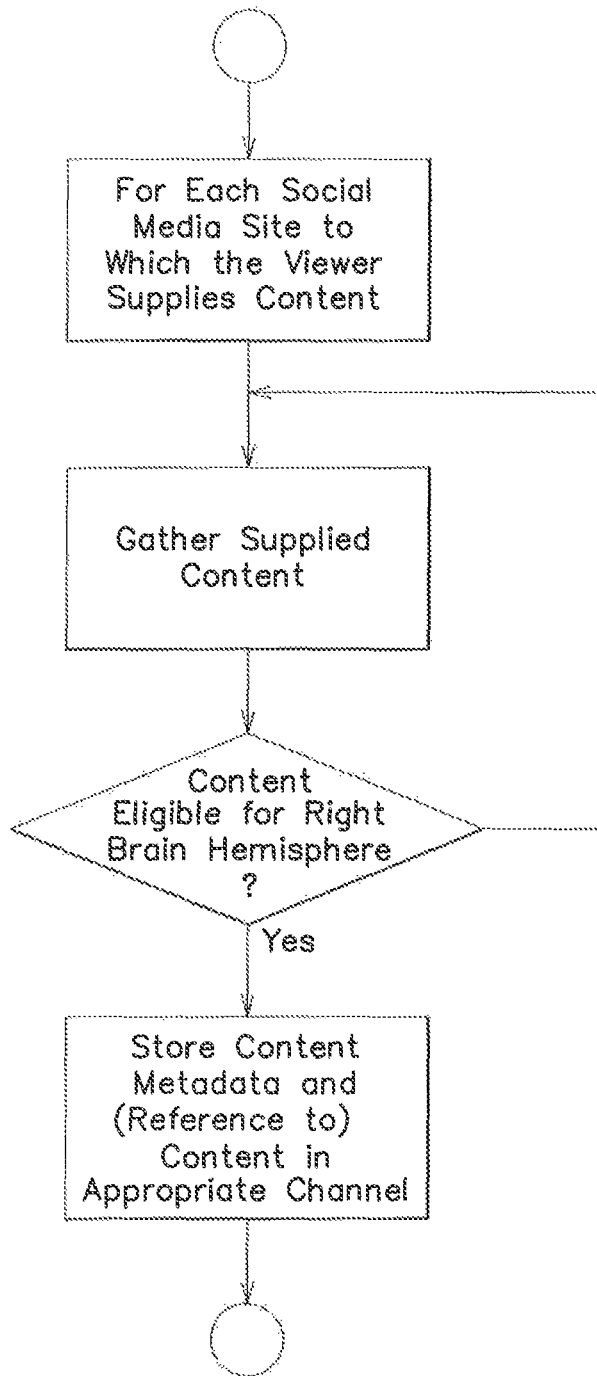 For Each Social
Media Site to
Which the Viewer
Supplies Content
Gather Supplied
Content
Content
Eligible for Right
Brain Hemisphere
?
Yes
Store Content
Metadata and
(Reference to)
Content in
Appropriate Channel